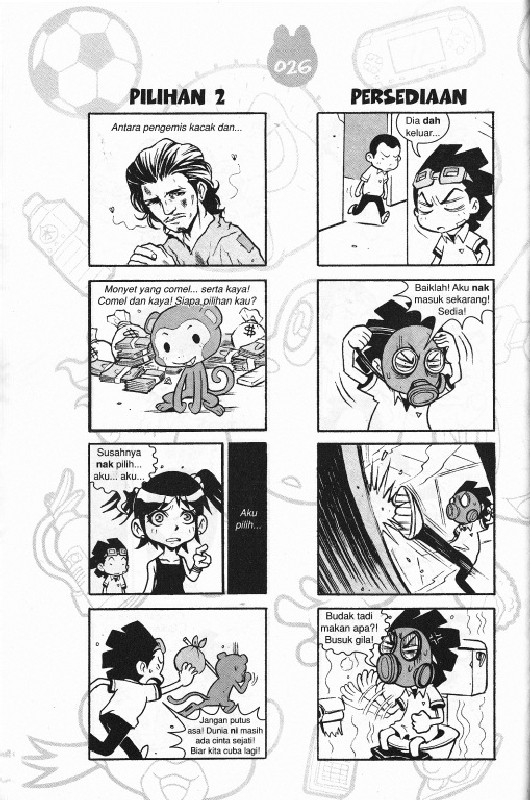 026
PILIHAN 2
Antara pengemis kacak dan...
Monyet yang comel... serta kaya!
Comel dan kaya! Siapa pilihan kau?
Susahnya
nak pilih...
aku... aku...
Aku
pilih...
Jangan putus
asa! Dunia ni masih
ada cinta sejati!
Biar kita cuba lagi!
PERSEDIAAN
Dia dah
keluar...
Baiklah! Aku nak
masuk sekarang!
Sedia!
Budak tadi
makan apa?!
Busuk gila!